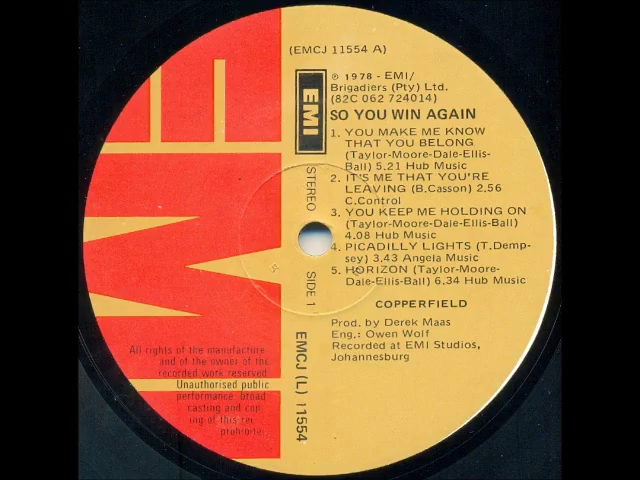 (EMCJ 11554 A)
EMI
℗ 1978 - EMI/
Brigadiers (Pty) Ltd.
(82C 062 724014)
SO YOU WIN AGAIN
1. YOU MAKE ME KNOW
THAT YOU BELONG
(Taylor-Moore-Dale-Ellis-
Ball) 5.21 Hub Music
2. IT'S ME THAT YOU'RE
LEAVING (B.Casson) 2.56
C.Control
3. YOU KEEP ME HOLDING ON
(Taylor-Moore-Dale-Ellis-Ball)
4.08 Hub Music
4. PICADILLY LIGHTS (T.Demp-
sey) 3.43 Angela Music
5. HORIZON (Taylor-Moore-
Dale-Ellis-Ball) 6.34 Hub Music
COPPERFIELD
Prod. by Derek Maas
Eng.: Owen Wolf
Recorded at EMI Studios,
Johannesburg
STEREO
SIDE 1
EMCJ (L) 11554
EMI
All rights of the manufacture
and of the owner of the
recorded work reserved
Unauthorised public
performance broad
casting and cop
ing of this rec
prohibite